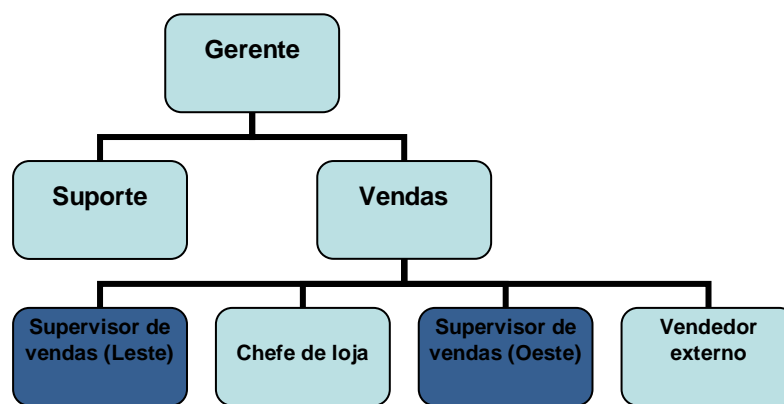 Gerente
Suporte
Vendas
Supervisor de
vendas (Leste)
Chefe de loja
Supervisor de
vendas (Oeste)
Vendedor
externo